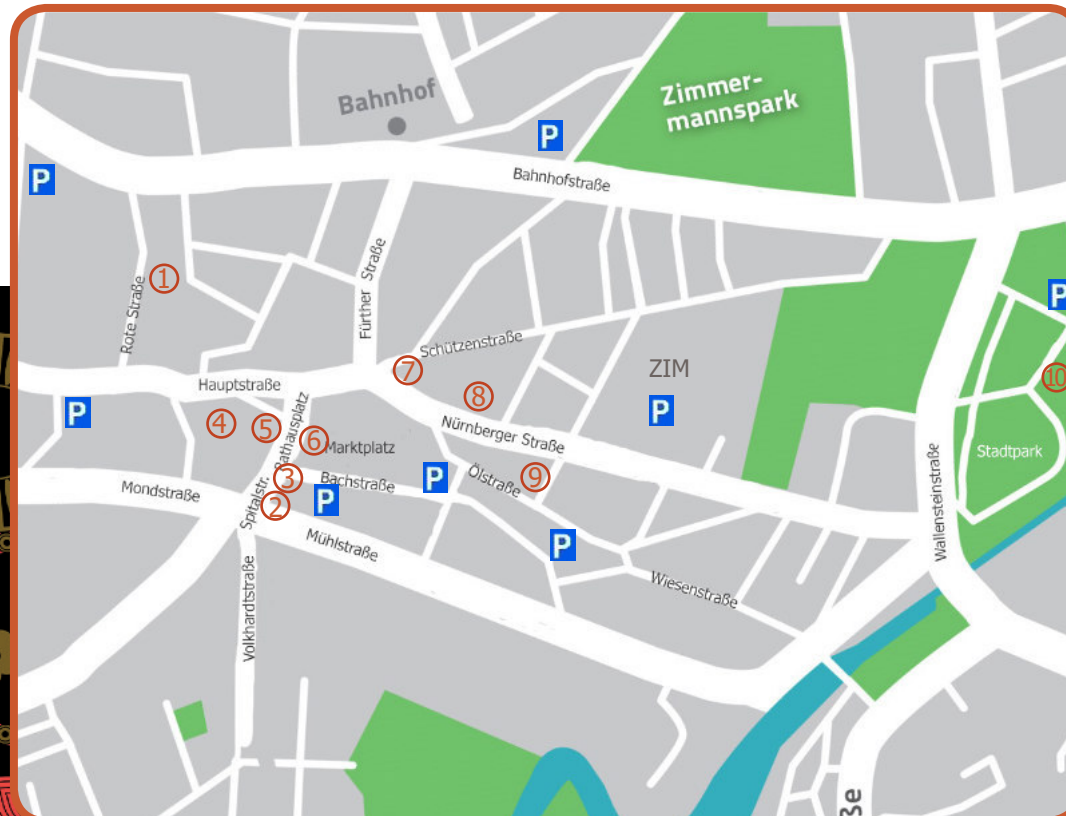 Zimmer-
mannspark
Bahnhof
P
P
Bahnhofstraße
P
1
Rote Straße
Fürther Straße
Schützenstraße
7
ZIM
10
Hauptstraße
8
P
P
4
5
6
Rathausplatz
Marktplatz
Nürnberger Straße
Stadtpark
3
Bachstraße
P
Ölstraße
9
Mondstraße
Spitalstr.
2
P
Wallensteinstraße
Mühlstraße
P
Wiesenstraße
Volkhardtstraße
ße